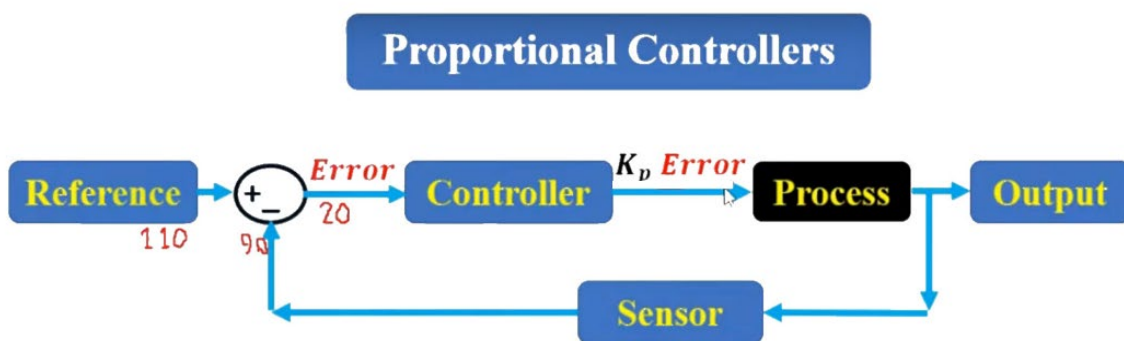 Proportional Controllers
Error
K_p Error
Reference
+
−
Controller
Process
Output
110
90
20
Sensor